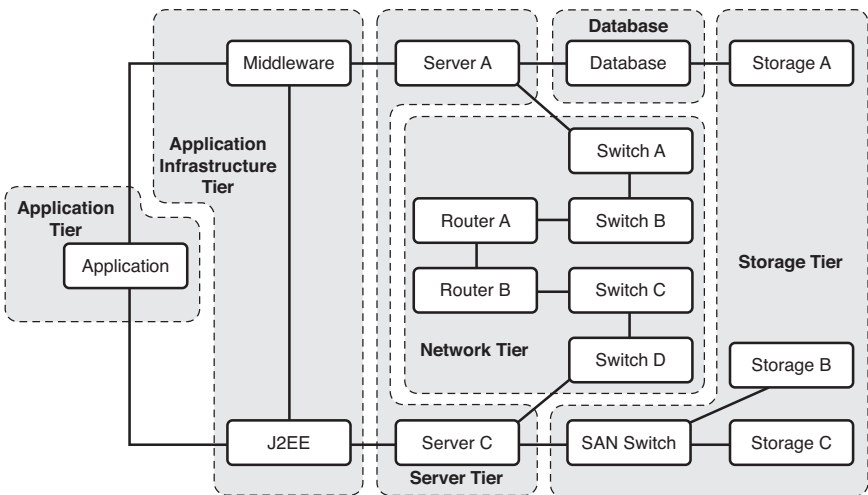 Database
Middleware
Server A
Database
Storage A
Application
Infrastructure
Tier
Switch A
Application
Tier
Router A
Switch B
Application
Storage Tier
Router B
Switch C
Network Tier
Switch D
Storage B
J2EE
Server C
SAN Switch
Storage C
Server Tier